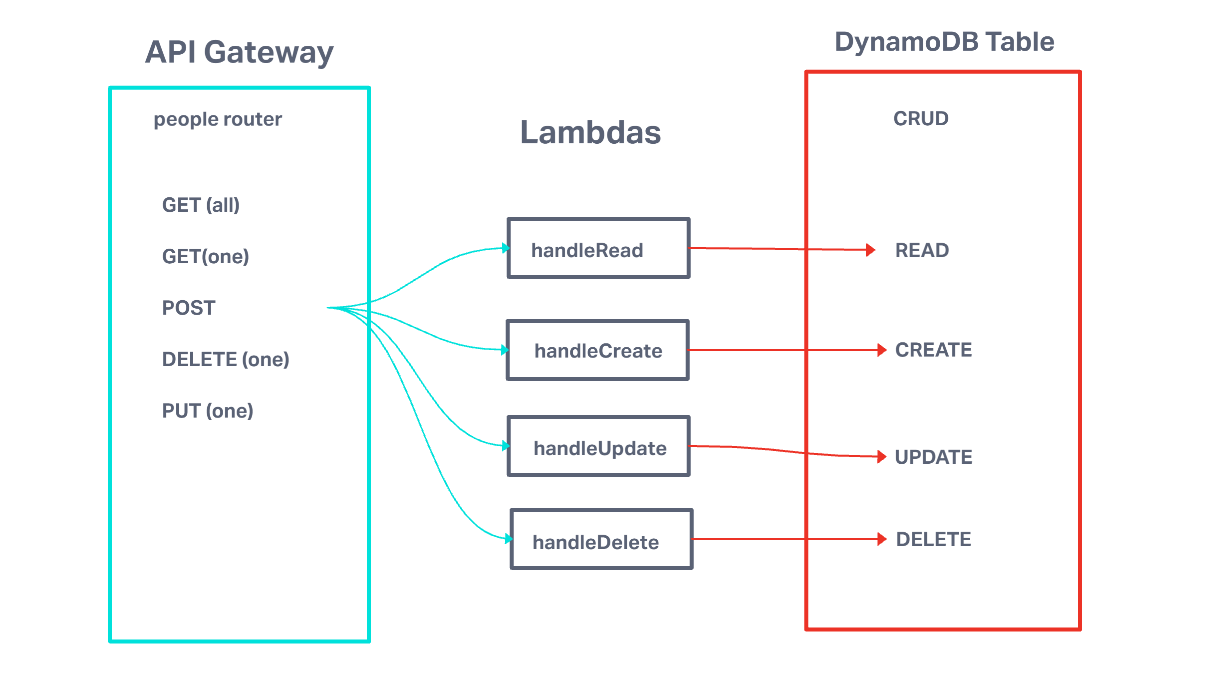 API Gateway
people router
GET (all)
GET(one)
POST
DELETE (one)
PUT (one)
Lambdas
handleRead
handleCreate
handleUpdate
handleDelete
DynamoDB Table
CRUD
READ
CREATE
UPDATE
DELETE